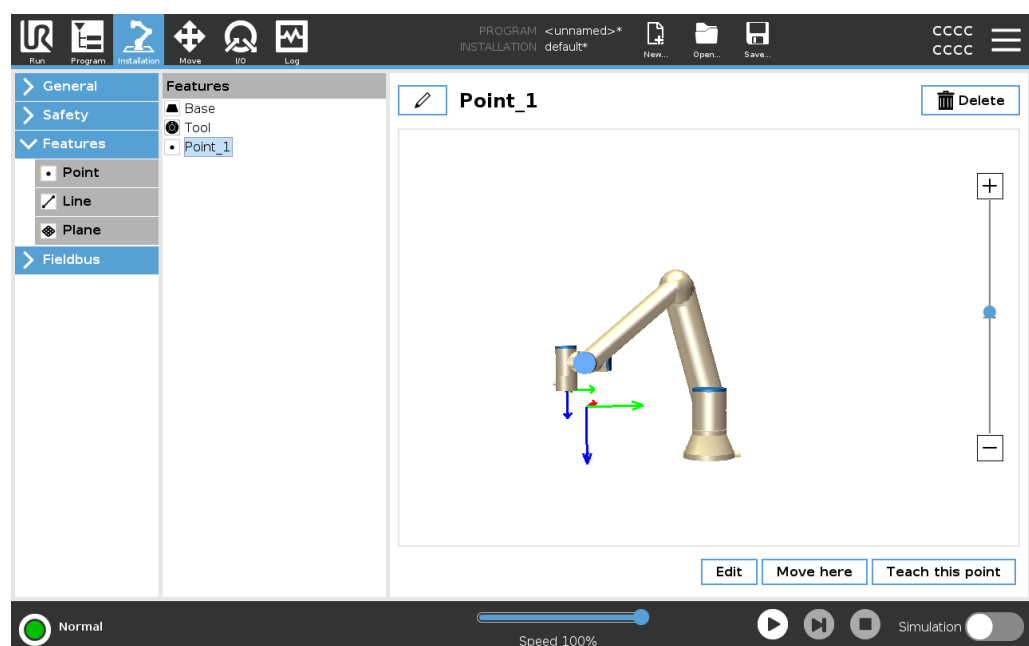 UR
PROGRAM <unnamed>*
INSTALLATION default*
CCCC
CCCC
Run Program Installation Move I/O Log New... Open... Save...
General
Safety
Features
Point
Line
Plane
Fieldbus
Features
Base
Tool
Point_1
Point_1
Delete
Edit Move here Teach this point
Normal
Speed 100%
Simulation